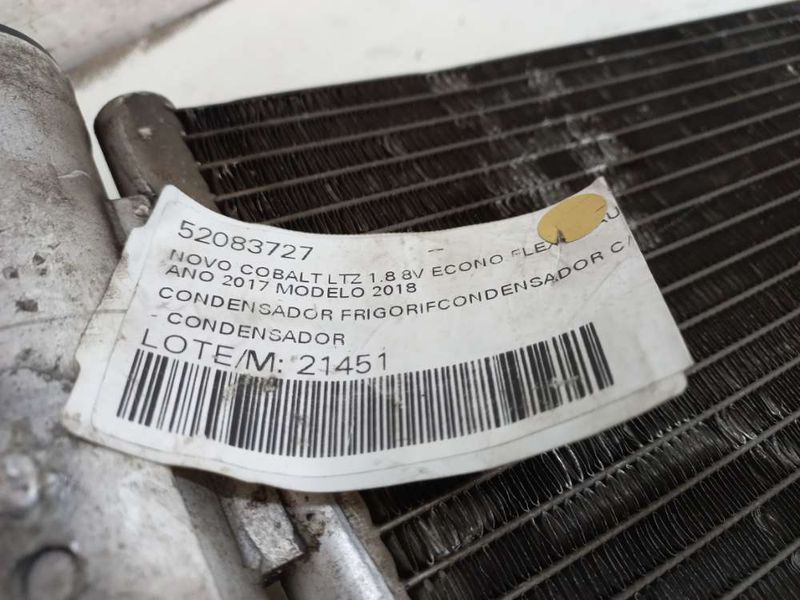 52083727
NOVO COBALT LTZ 1.8 8V ECONO.FLEX
ANO 2017 MODELO 2018
CONDENSADOR FRIGORIFCONDENSADOR C/
- CONDENSADOR
LOTE/M: 21451